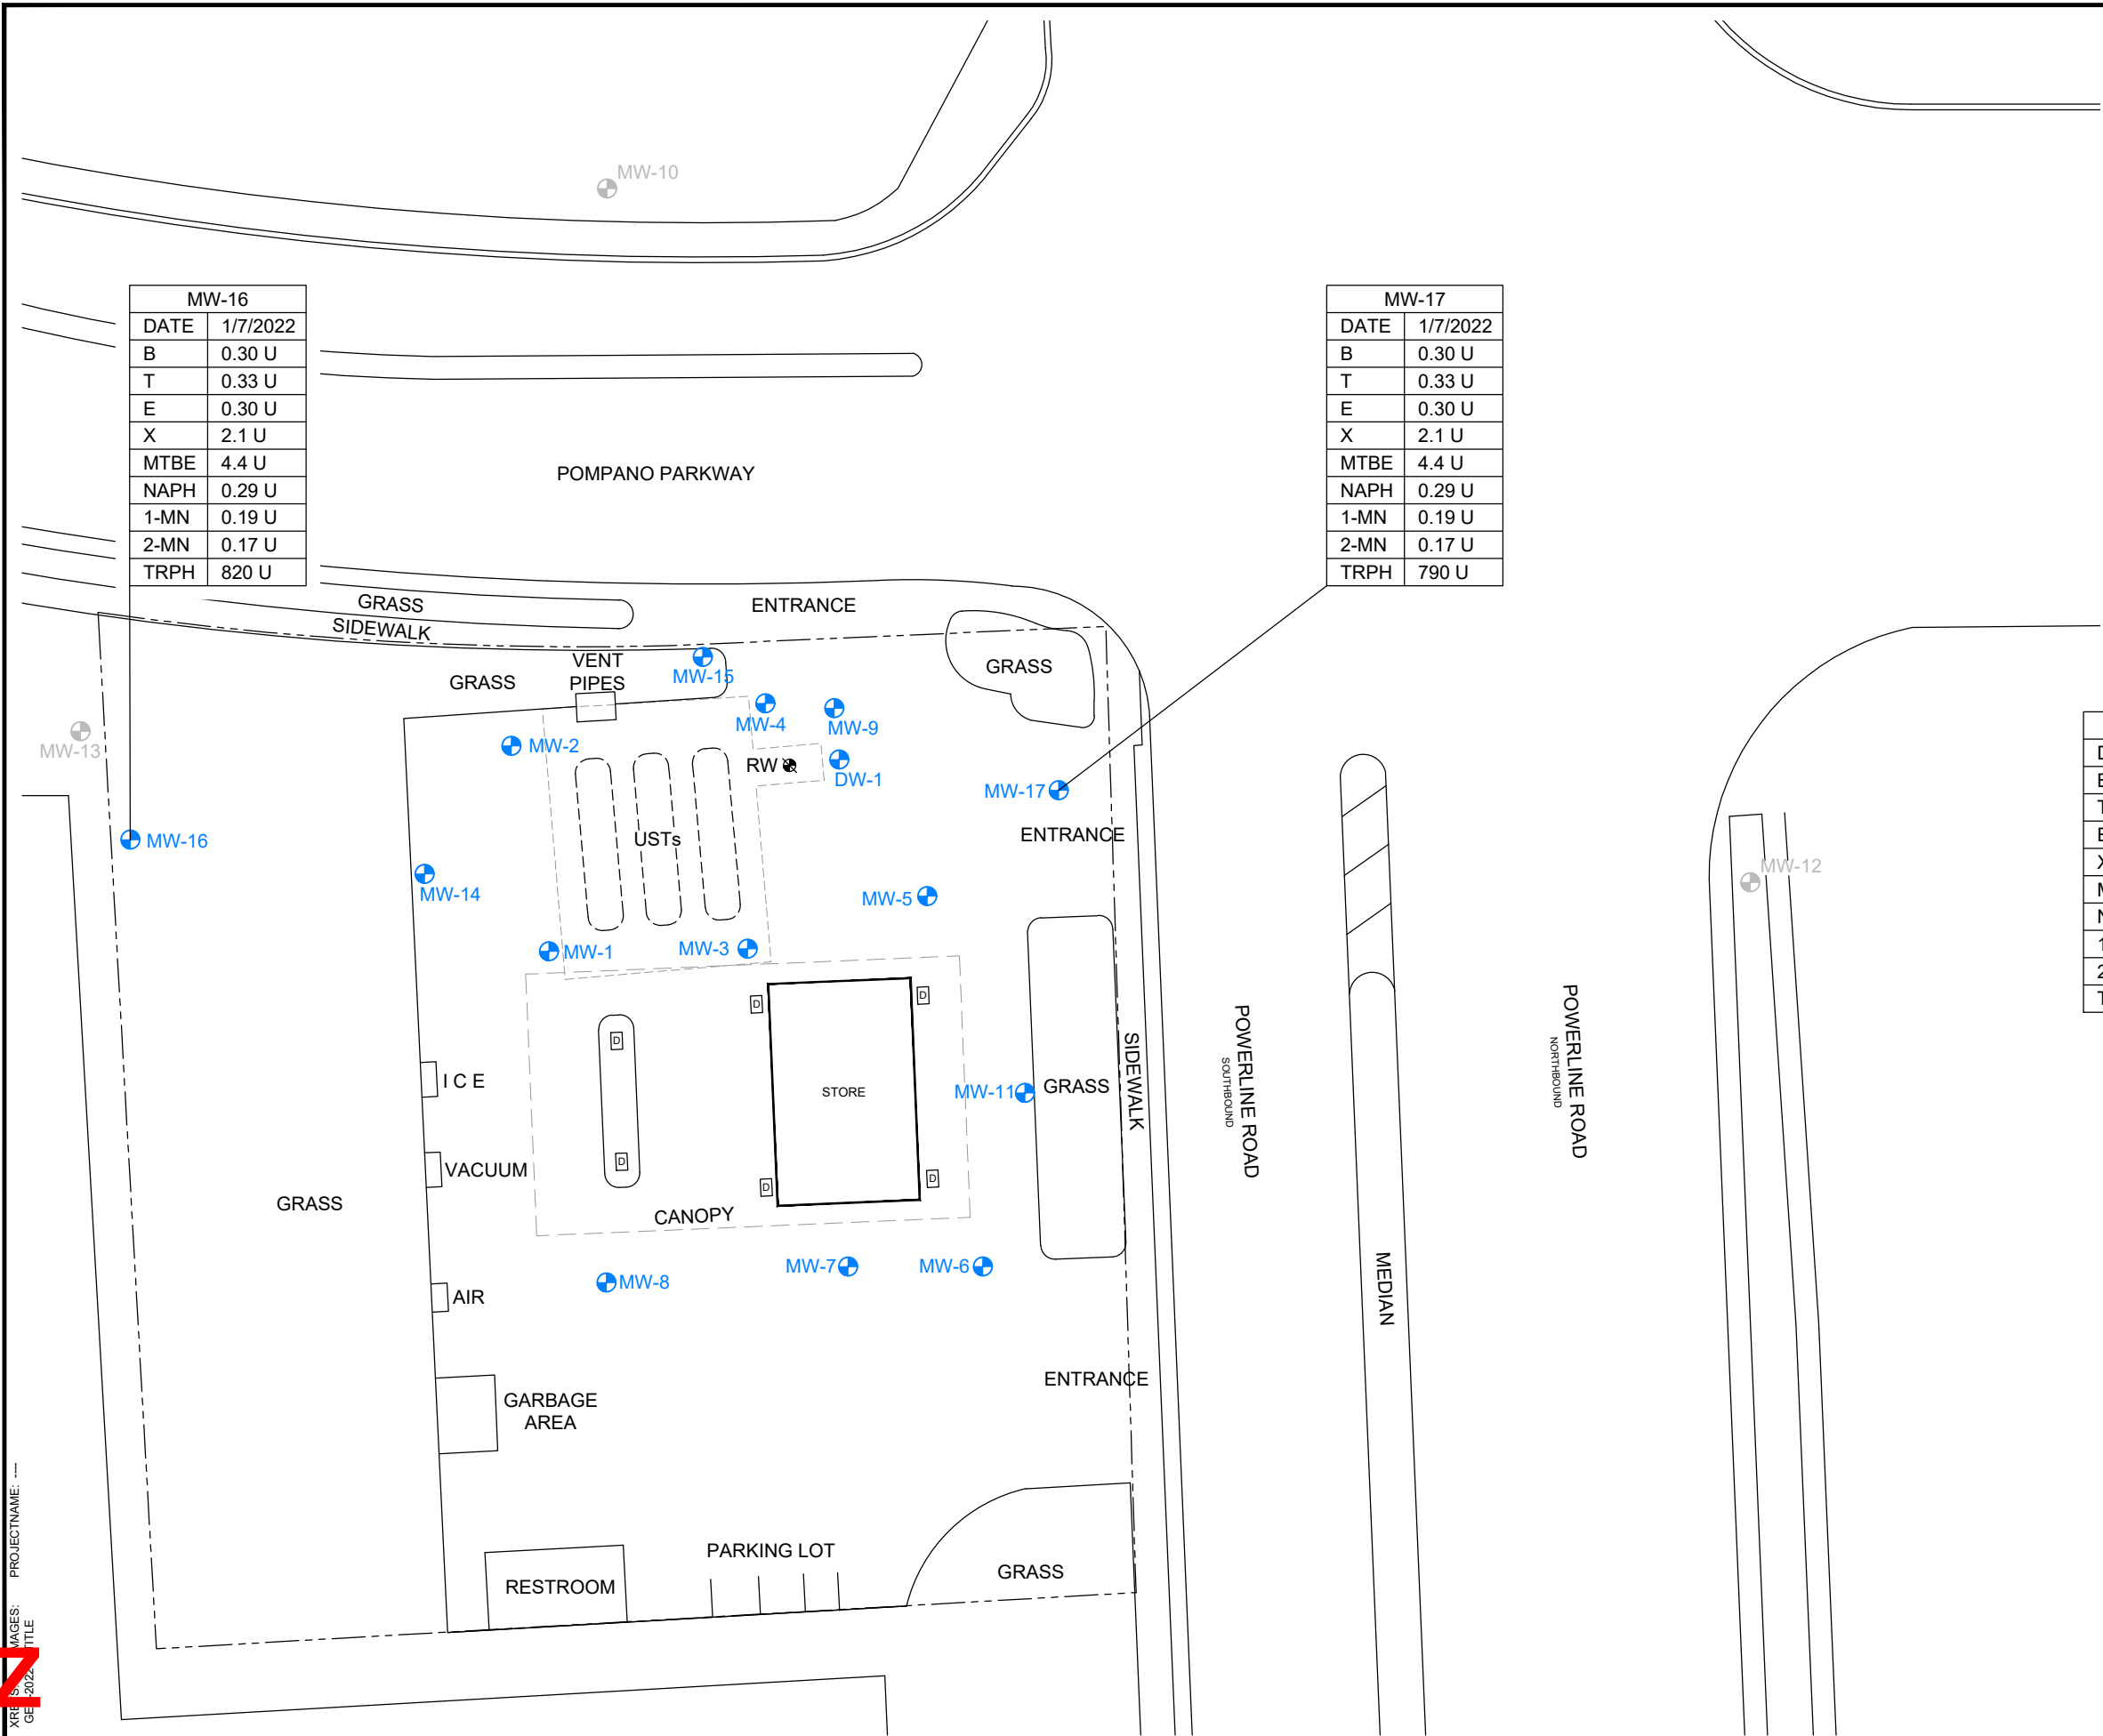 MW-10
MW-16
DATE 1/7/2022
B 0.30 U
T 0.33 U
E 0.30 U
X 2.1 U
MTBE 4.4 U
NAPH 0.29 U
1-MN 0.19 U
2-MN 0.17 U
TRPH 820 U
MW-17
DATE 1/7/2022
B 0.30 U
T 0.33 U
E 0.30 U
X 2.1 U
MTBE 4.4 U
NAPH 0.29 U
1-MN 0.19 U
2-MN 0.17 U
TRPH 790 U
POMPANO PARKWAY
GRASS
SIDEWALK
ENTRANCE
GRASS
VENT
PIPES
MW-15
GRASS
MW-4
MW-9
MW-13
MW-2
RW
DW-1
MW-17
ENTRANCE
USTs
MW-16
MW-14
MW-5
MW-12
MW-1
MW-3
D
D
D
I C E
STORE
MW-11
GRASS
SIDEWALK
POWERLINE ROAD
SOUTHBOUND
POWERLINE ROAD
NORTHBOUND
VACUUM
D
D
D
GRASS
CANOPY
MW-8
MW-7
MW-6
AIR
MEDIAN
ENTRANCE
GARBAGE
AREA
PARKING LOT
GRASS
RESTROOM
PROJECTNAME: ---
Z